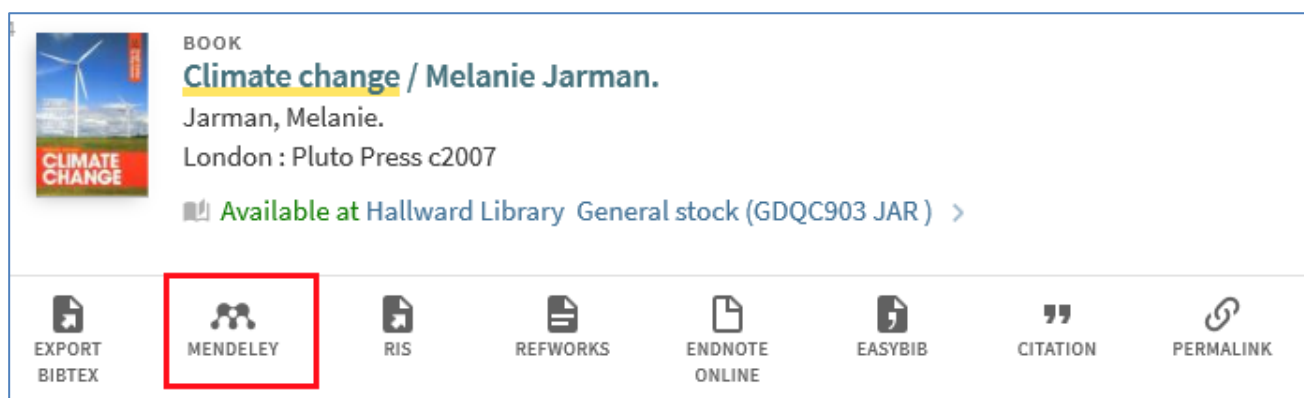 4
BOOK
Climate change / Melanie Jarman.
Jarman, Melanie.
London : Pluto Press c2007
CLIMATE
CHANGE
Available at Hallward Library General stock (GDQC903 JAR )
EXPORT
BIBTEX
MENDELEY
RIS
REFWORKS
ENDNOTE
ONLINE
EASYBIB
CITATION
PERMALINK